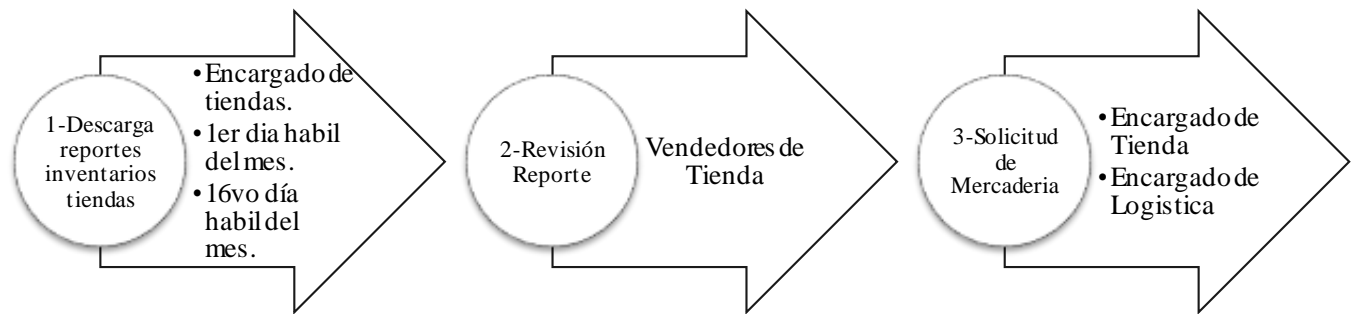 1-Descarga
reportes
inventarios
tiendas
•Encargado de
tiendas.
•1er dia habil
del mes.
•16vo día
habil del
mes.
2-Revisión
Reporte
Vendedores de
Tienda
3-Solicitud
de
Mercaderia
•Encargado de
Tienda
•Encargado de
Logistica